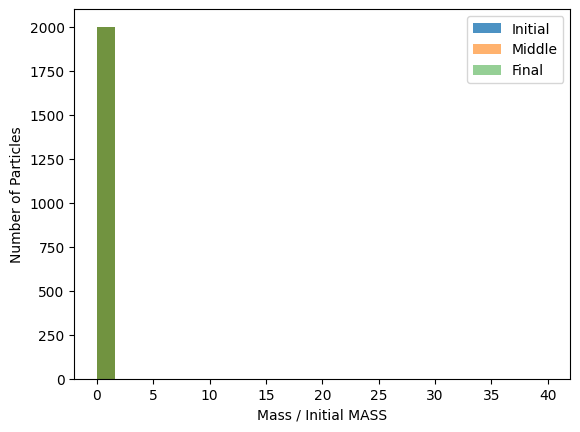 Initial
Middle
Final
Number of Particles
2000
1750
1500
1250
1000
750
500
250
0
0 5 10 15 20 25 30 35 40
Mass / Initial MASS